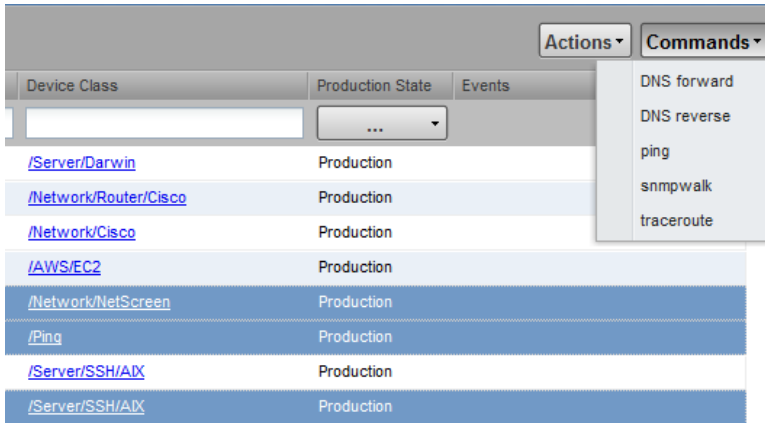 Actions Commands
Device Class Production State Events DNS forward
DNS reverse
...
ping
/Server/Darwin Production
snmpwalk
/Network/Router/Cisco Production
traceroute
/Network/Cisco Production
/AWS/EC2 Production
/Network/NetScreen Production
/Ping Production
/Server/SSH/AIX Production
/Server/SSH/AIX Production